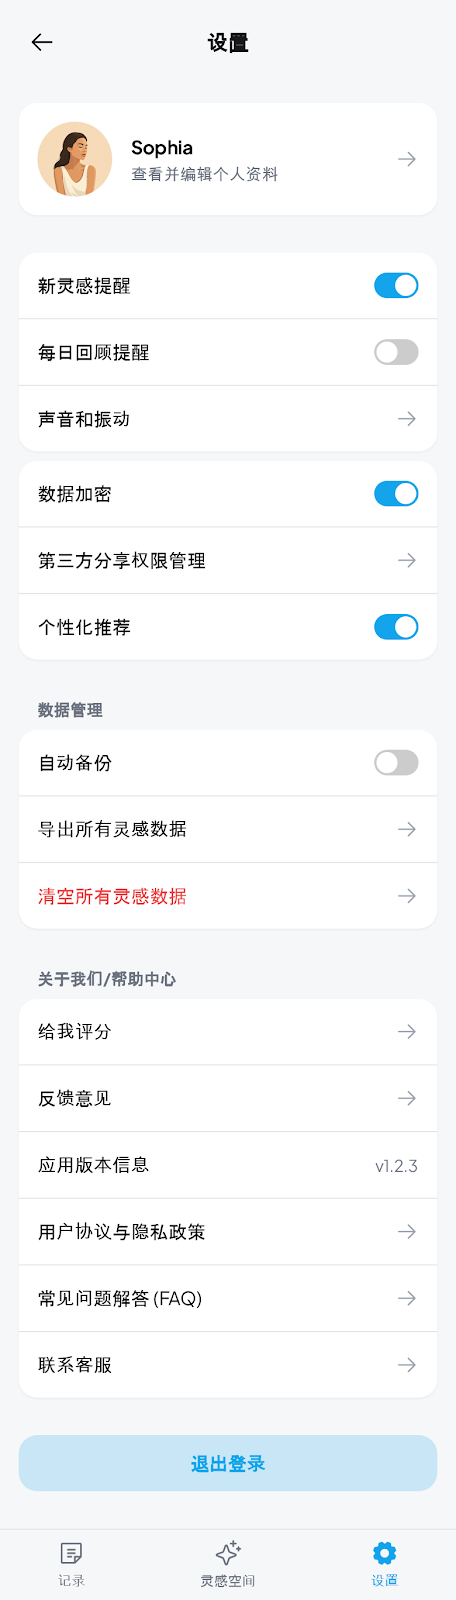 设置
Sophia
查看并编辑个人资料
新灵感提醒
每日回顾提醒
声音和振动
数据加密
第三方分享权限管理
个性化推荐
数据管理
自动备份
导出所有灵感数据
清空所有灵感数据
关于我们/帮助中心
给我评分
反馈意见
应用版本信息 v1.2.3
用户协议与隐私政策
常见问题解答 (FAQ)
联系客服
退出登录
记录 灵感空间 设置